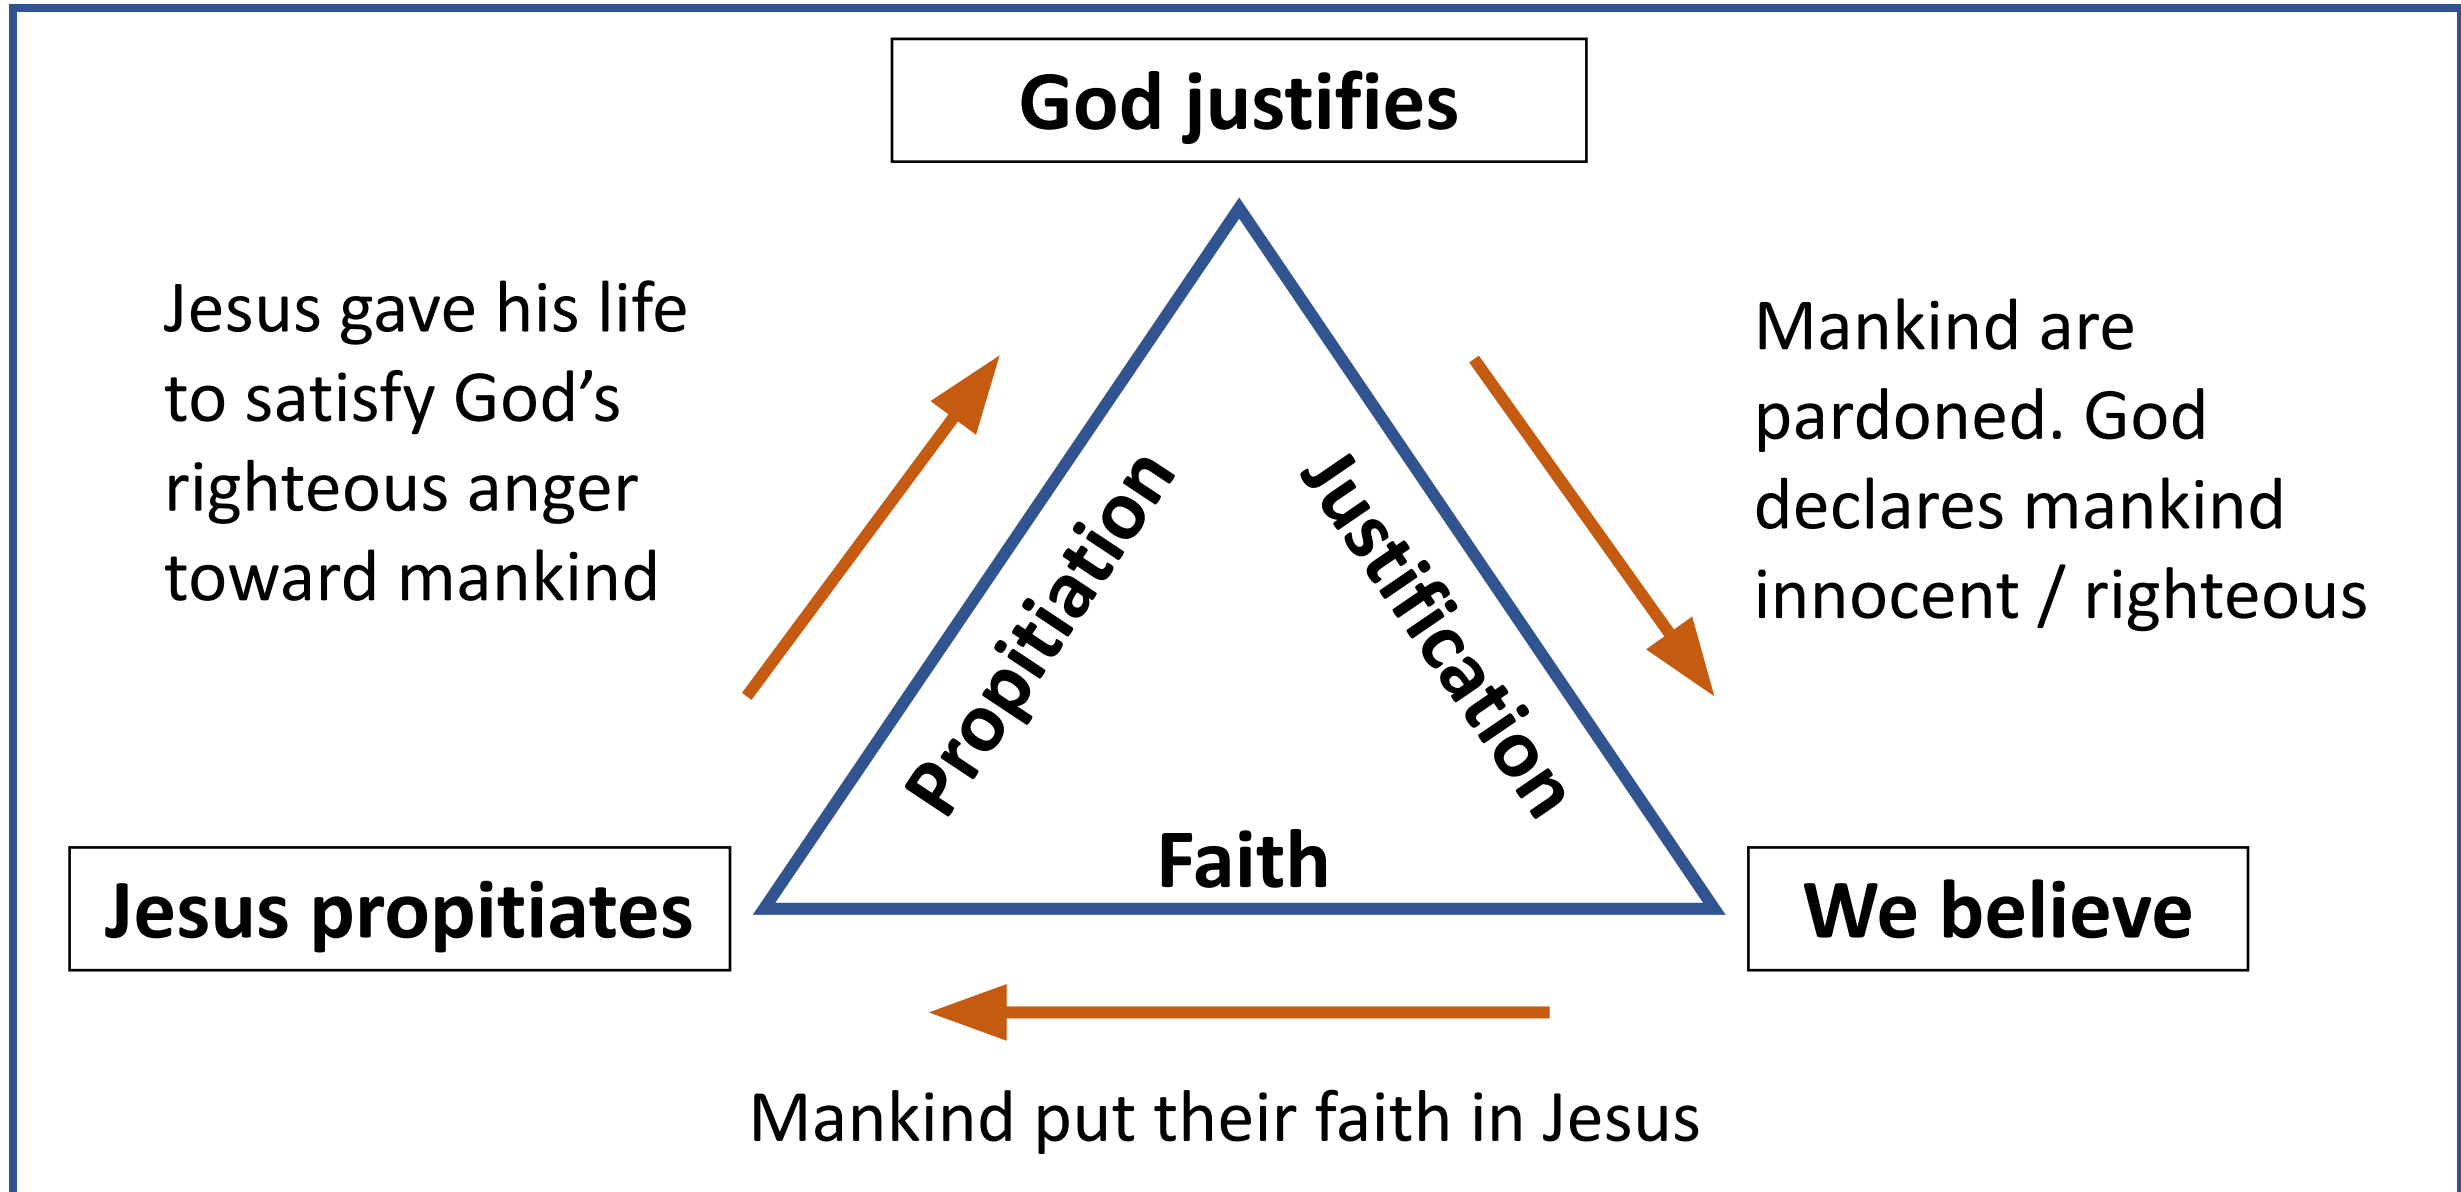 God justifies
Jesus gave his life
to satisfy God’s
righteous anger
toward mankind
Mankind are
pardoned. God
declares mankind
innocent / righteous
Propitiation
Justification
Faith
Jesus propitiates
We believe
Mankind put their faith in Jesus